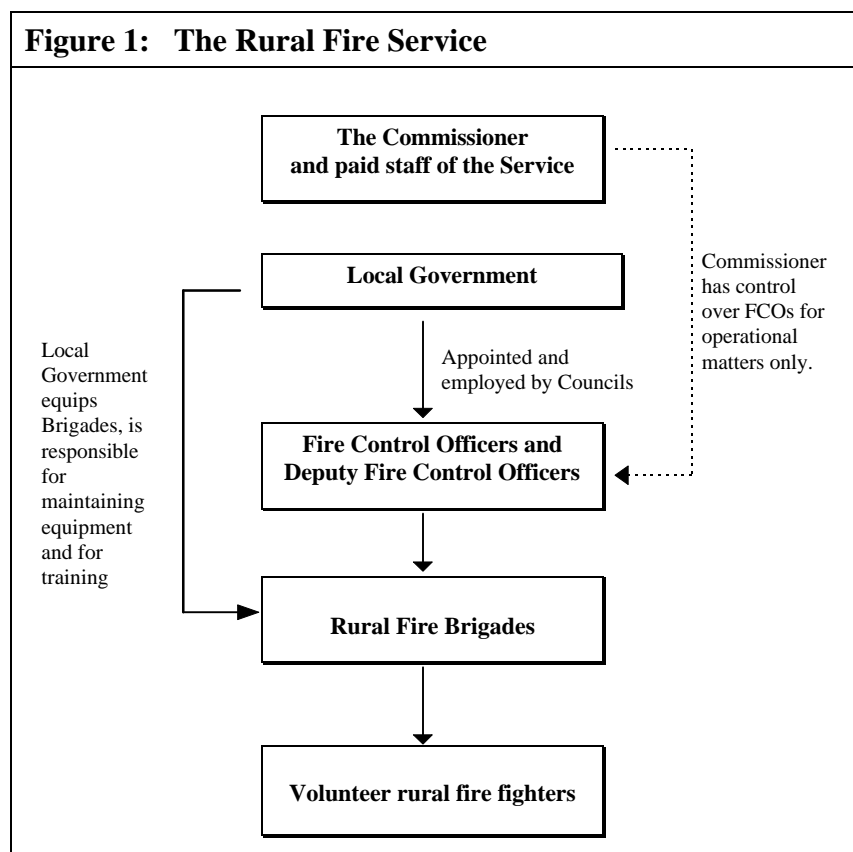 Figure 1: The Rural Fire Service
The Commissioner
and paid staff of the Service
Local Government
Commissioner
has control
over FCOs for
operational
matters only.
Local
Government
equips
Brigades, is
responsible
for
maintaining
equipment
and for
training
Appointed and
employed by Councils
Fire Control Officers and
Deputy Fire Control Officers
Rural Fire Brigades
Volunteer rural fire fighters